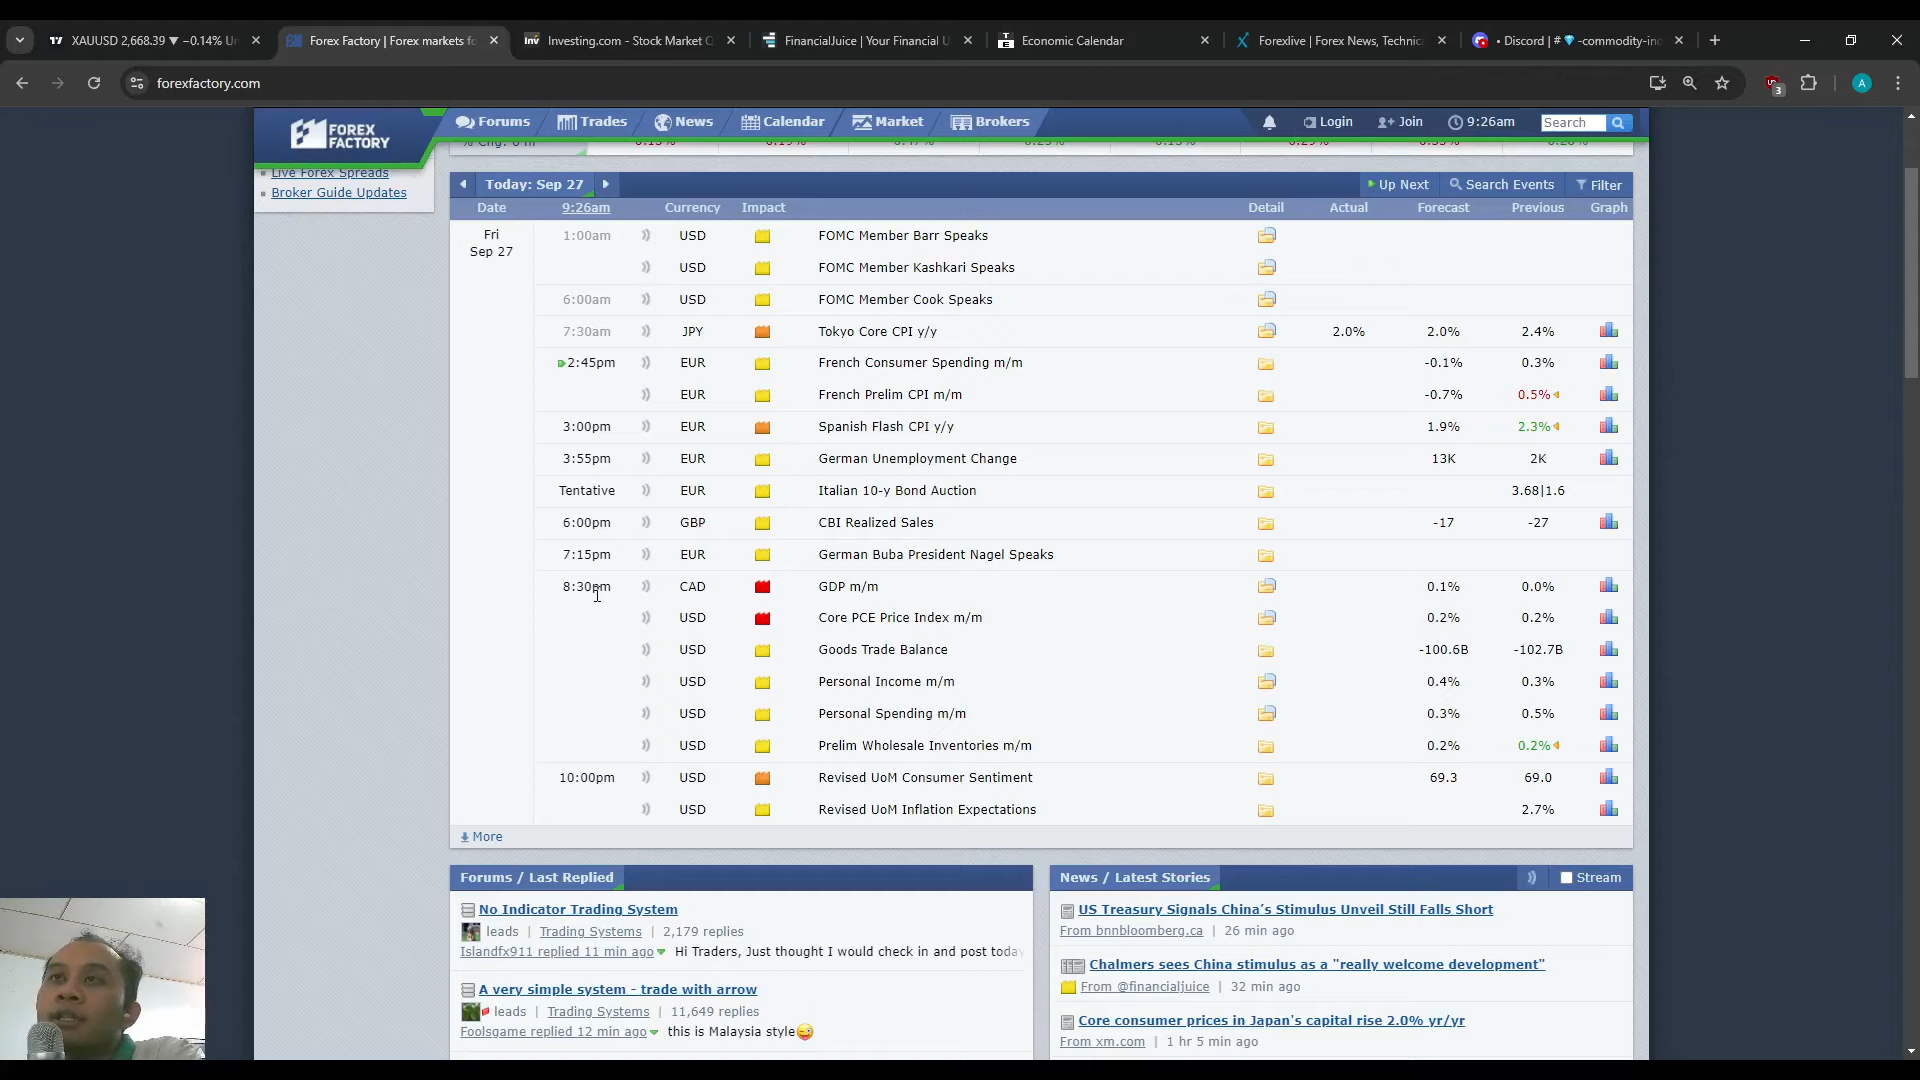 XAUUSD 2,668.39 ▼ −0.14% Un
Forex Factory | Forex markets fo
Investing.com - Stock Market Q
FinancialJuice | Your Financial
Economic Calendar
Forexlive | Forex News, Technica
• Discord | # 💎 -commodity-in
forexfactory.com
FOREX FACTORY
Forums Trades News Calendar Market Brokers
Login Join 9:26am Search
Live Forex Spreads
Broker Guide Updates
Today: Sep 27 Up Next Search Events Filter
Date 9:26am Currency Impact Detail Actual Forecast Previous Graph
Fri Sep 27
1:00am USD FOMC Member Barr Speaks
USD FOMC Member Kashkari Speaks
6:00am USD FOMC Member Cook Speaks
7:30am JPY Tokyo Core CPI y/y 2.0% 2.0% 2.4%
2:45pm EUR French Consumer Spending m/m -0.1% 0.3%
EUR French Prelim CPI m/m -0.7% 0.5%
3:00pm EUR Spanish Flash CPI y/y 1.9% 2.3%
3:55pm EUR German Unemployment Change 13K 2K
Tentative EUR Italian 10-y Bond Auction 3.68|1.6
6:00pm GBP CBI Realized Sales -17 -27
7:15pm EUR German Buba President Nagel Speaks
8:30pm CAD GDP m/m 0.1% 0.0%
USD Core PCE Price Index m/m 0.2% 0.2%
USD Goods Trade Balance -100.6B -102.7B
USD Personal Income m/m 0.4% 0.3%
USD Personal Spending m/m 0.3% 0.5%
USD Prelim Wholesale Inventories m/m 0.2% 0.2%
10:00pm USD Revised UoM Consumer Sentiment 69.3 69.0
USD Revised UoM Inflation Expectations 2.7%
More
Forums / Last Replied
No Indicator Trading System
leads | Trading Systems | 2,179 replies
Islandfx911 replied 11 min ago Hi Traders, Just thought I would check in and post today
A very simple system - trade with arrow
leads | Trading Systems | 11,649 replies
Foolsgame replied 12 min ago this is Malaysia style😜
News / Latest Stories Stream
US Treasury Signals China's Stimulus Unveil Still Falls Short
From bnnbloomberg.ca | 26 min ago
Chalmers sees China stimulus as a "really welcome development"
From @financialjuice | 32 min ago
Core consumer prices in Japan's capital rise 2.0% yr/yr
From xm.com | 1 hr 5 min ago